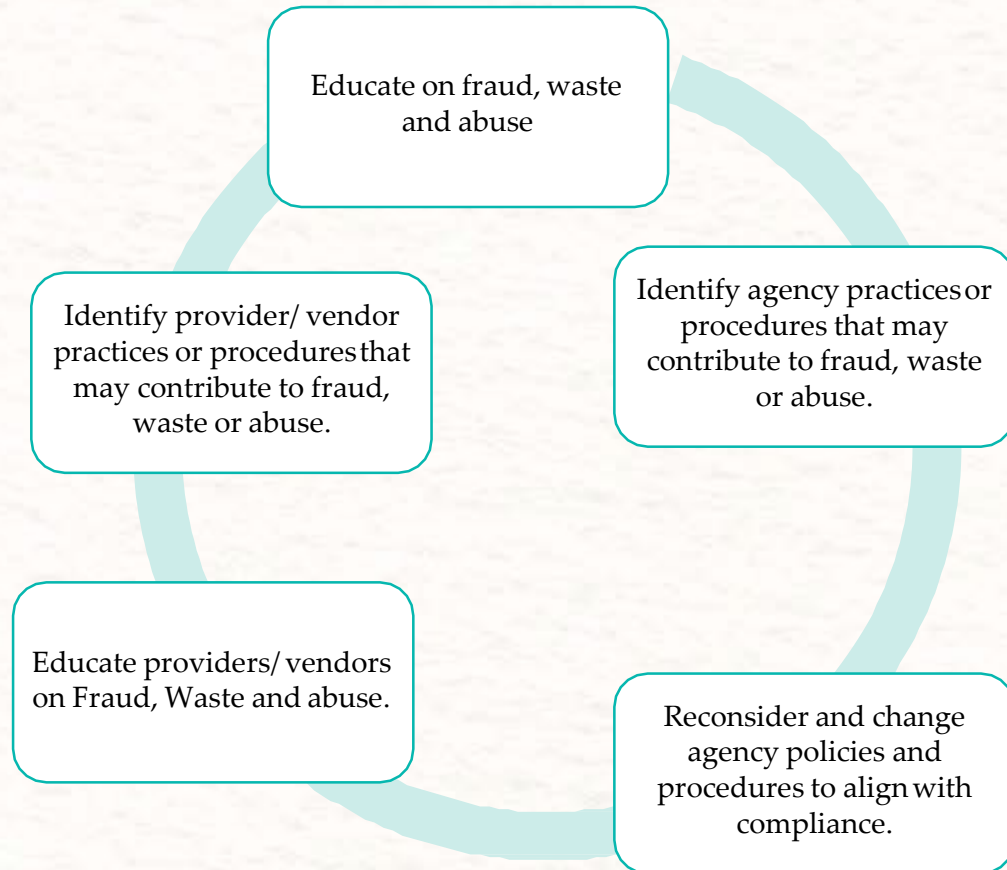 Educate on fraud, waste
and abuse
Identify agency practices or
procedures that may
contribute to fraud, waste
or abuse.
Reconsider and change
agency policies and
procedures to align with
compliance.
Educate providers/ vendors
on Fraud, Waste and abuse.
Identify provider/ vendor
practices or procedures that
may contribute to fraud,
waste or abuse.